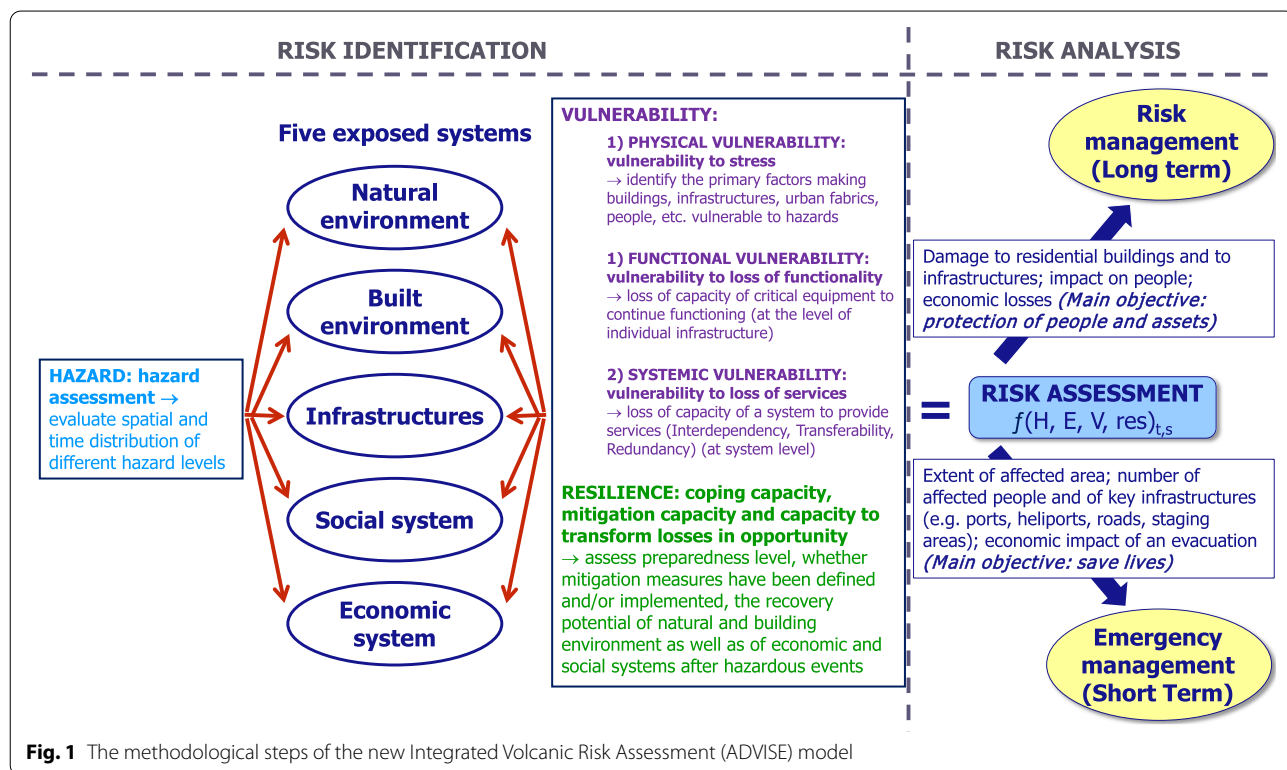 RISK IDENTIFICATION
RISK ANALYSIS
Five exposed systems
Natural
environment
Built
environment
Infrastructures
Social system
Economic
system
HAZARD: hazard
assessment →
evaluate spatial and
time distribution of
different hazard levels
VULNERABILITY:
1) PHYSICAL VULNERABILITY:
vulnerability to stress
→ identify the primary factors making
buildings, infrastructures, urban fabrics,
people, etc. vulnerable to hazards
1) FUNCTIONAL VULNERABILITY:
vulnerability to loss of functionality
→ loss of capacity of critical equipment to
continue functioning (at the level of
individual infrastructure)
2) SYSTEMIC VULNERABILITY:
vulnerability to loss of services
→ loss of capacity of a system to provide
services (Interdependency, Transferability,
Redundancy) (at system level)
RESILIENCE: coping capacity,
mitigation capacity and capacity to
transform losses in opportunity
→ assess preparedness level, whether
mitigation measures have been defined
and/or implemented, the recovery
potential of natural and building
environment as well as of economic and
social systems after hazardous events
=
Risk
management
(Long term)
Damage to residential buildings and to
infrastructures; impact on people;
economic losses (Main objective:
protection of people and assets)
RISK ASSESSMENT
f(H, E, V, res)t,s
Extent of affected area; number of
affected people and of key infrastructures
(e.g. ports, heliports, roads, staging
areas); economic impact of an evacuation
(Main objective: save lives)
Emergency
management
(Short Term)
Fig. 1 The methodological steps of the new Integrated Volcanic Risk Assessment (ADVISE) model